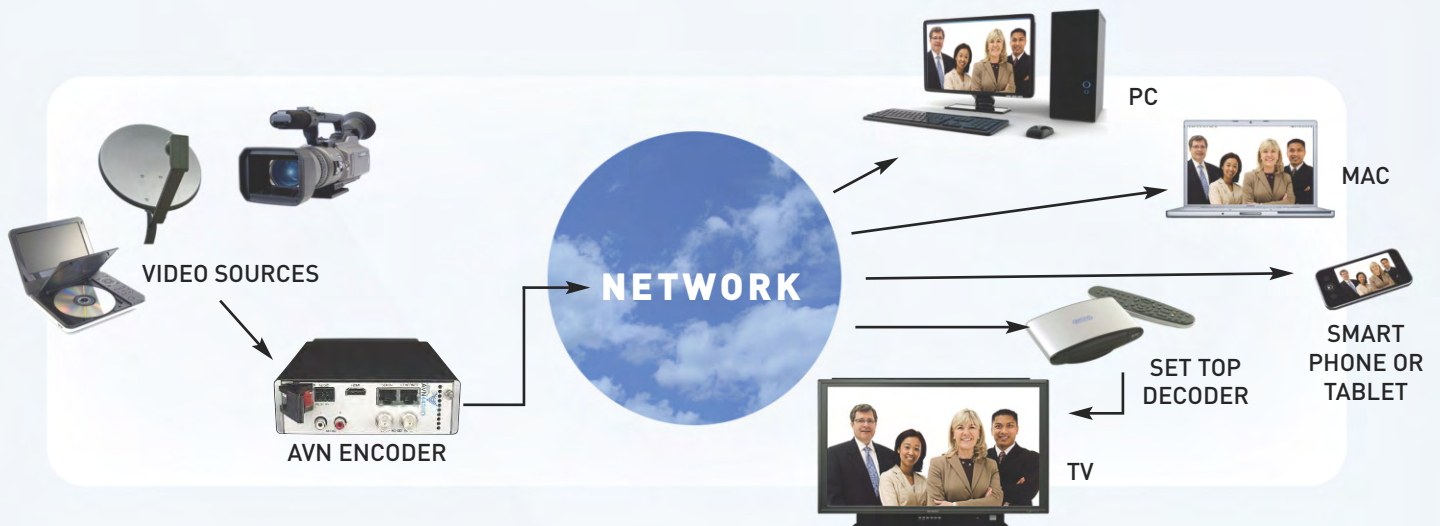 PC
MAC
VIDEO SOURCES
NETWORK
SMART
PHONE OR
TABLET
SET TOP
DECODER
AVN ENCODER
TV